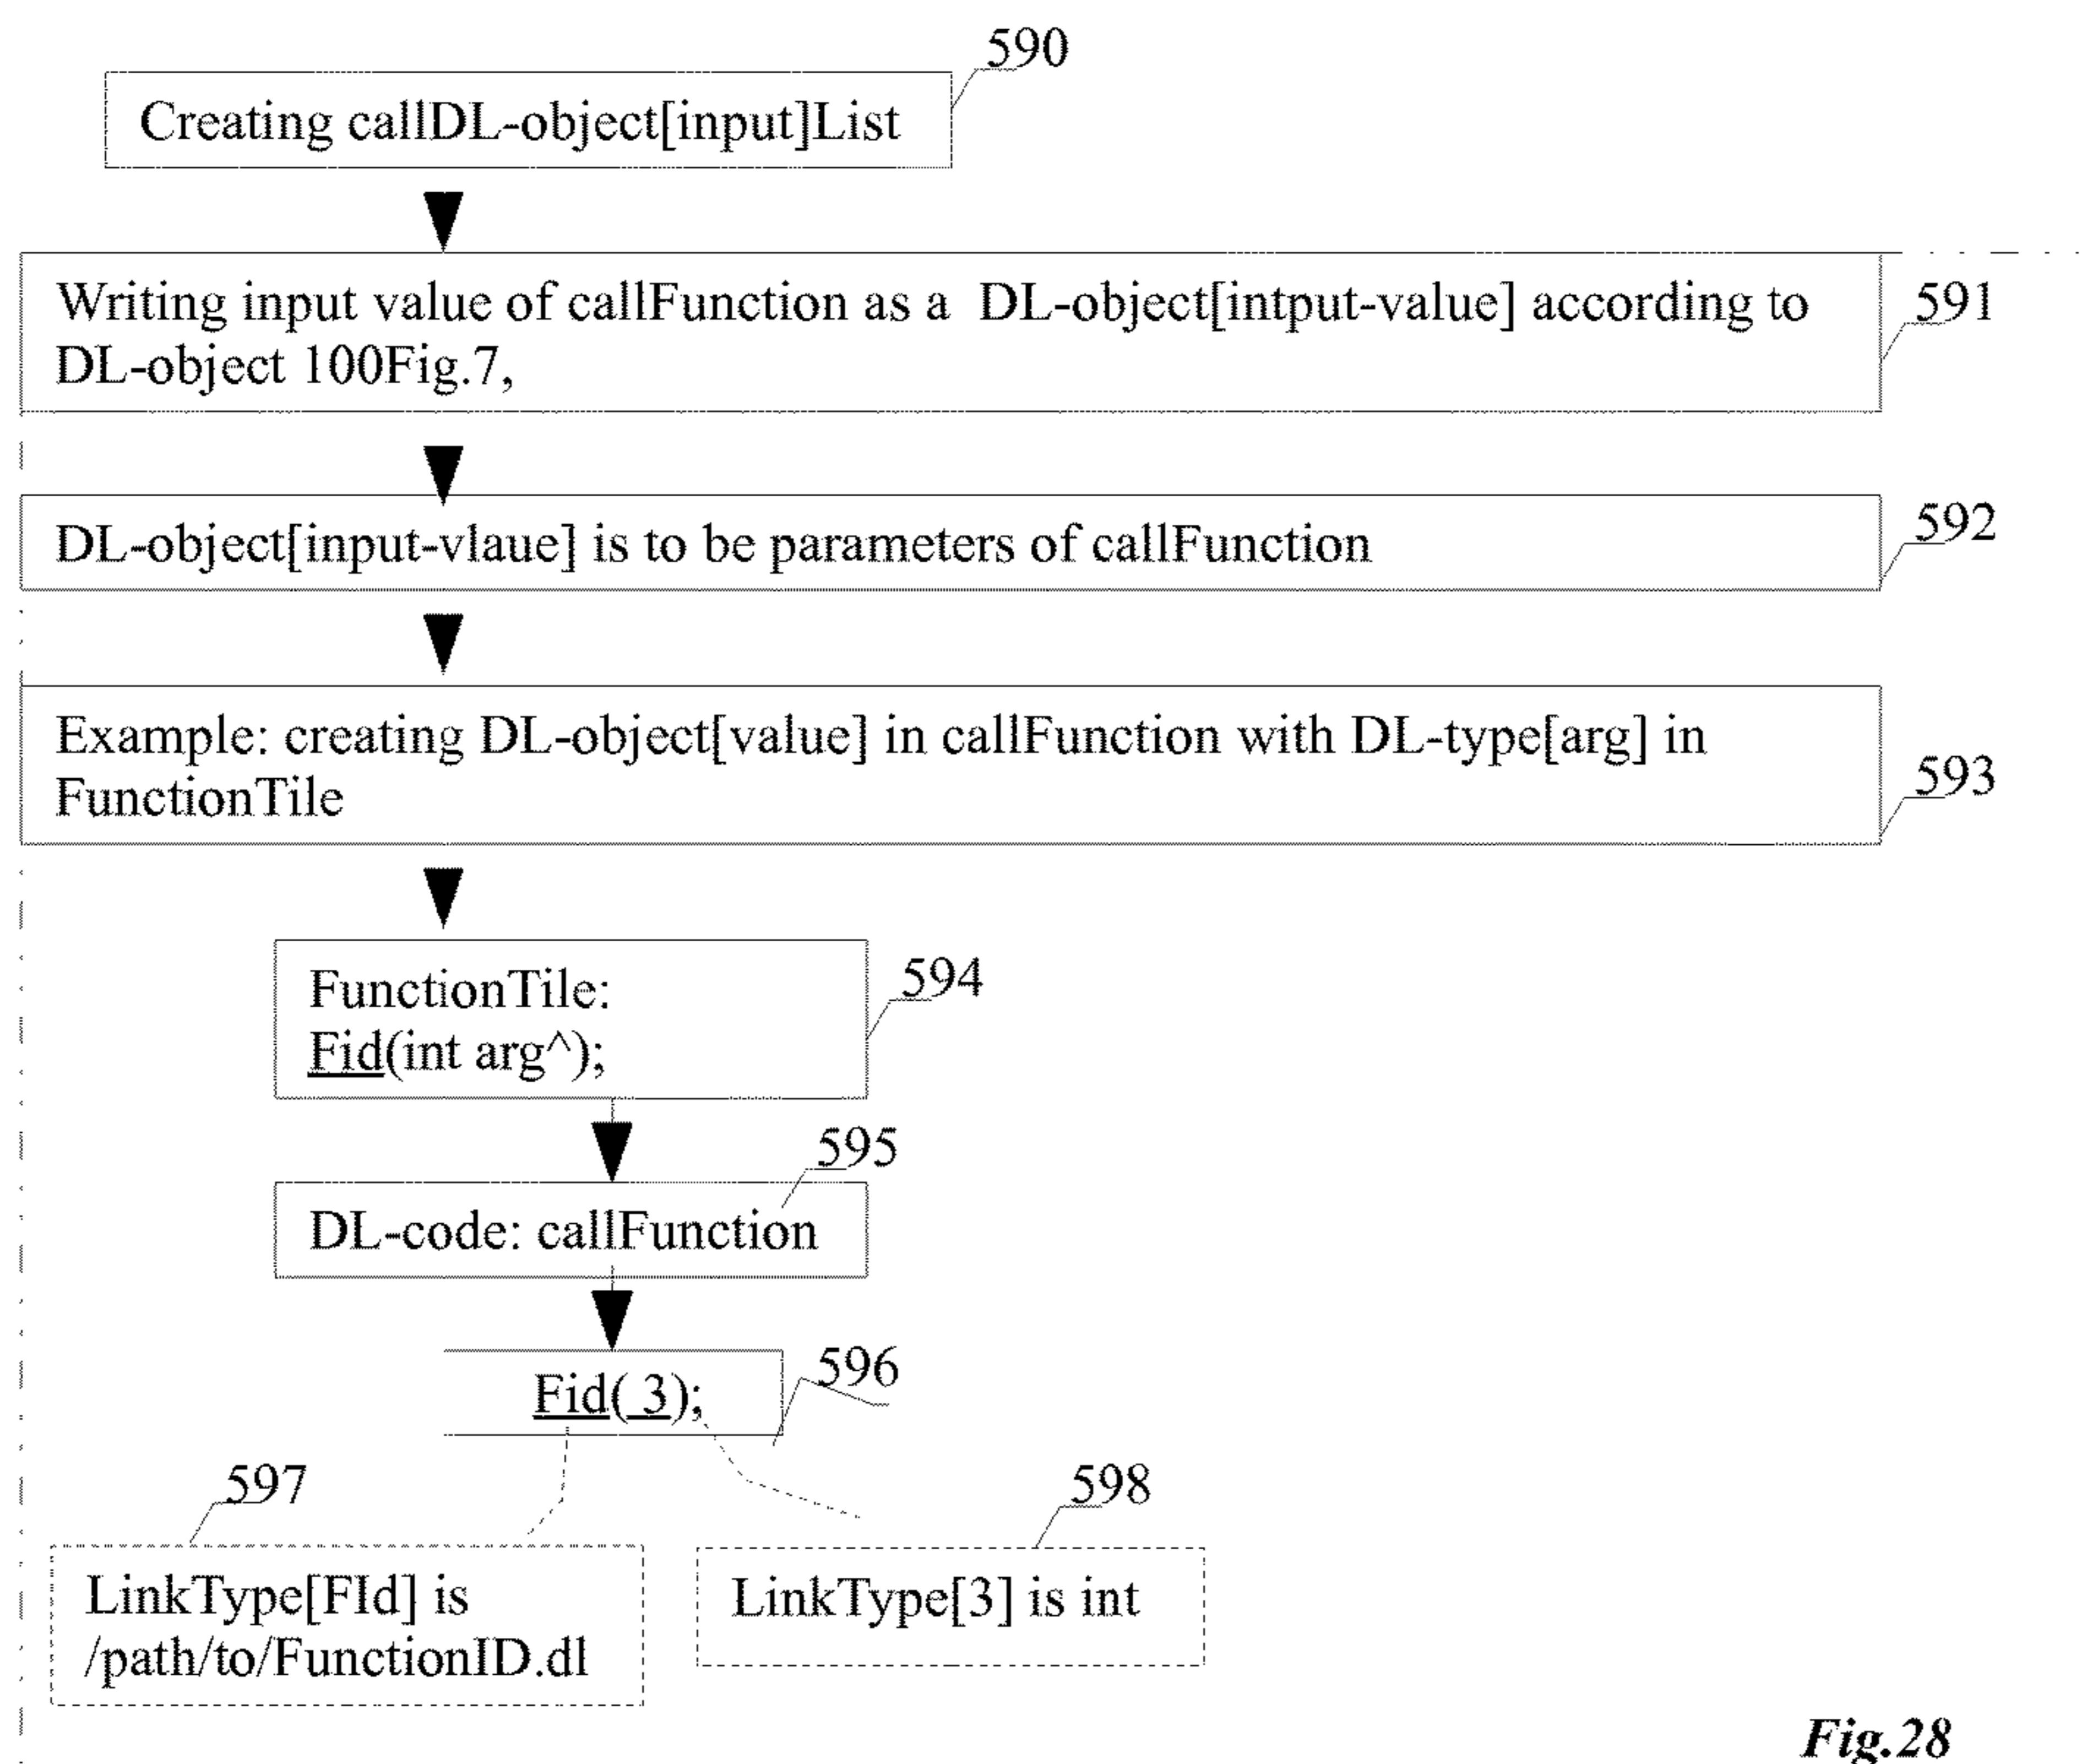 590
Creating callDL-object[input]List
Writing input value of callFunction as a DL-object[intput-value] according to
591
DL-object 100Fig.7,
592
DL-object[input-vlaue] is to be parameters of callFunction
Example: creating DL-object[value] in callFunction with DL-type[arg] in
593
FunctionTile
594
FunctionTile:
Fid(int arg^);
595
DL-code: callFunction
596
Fid( 3);
597
598
LinkType[FId] is
/path/to/FunctionID.dl
LinkType[3] is int
Fig.28